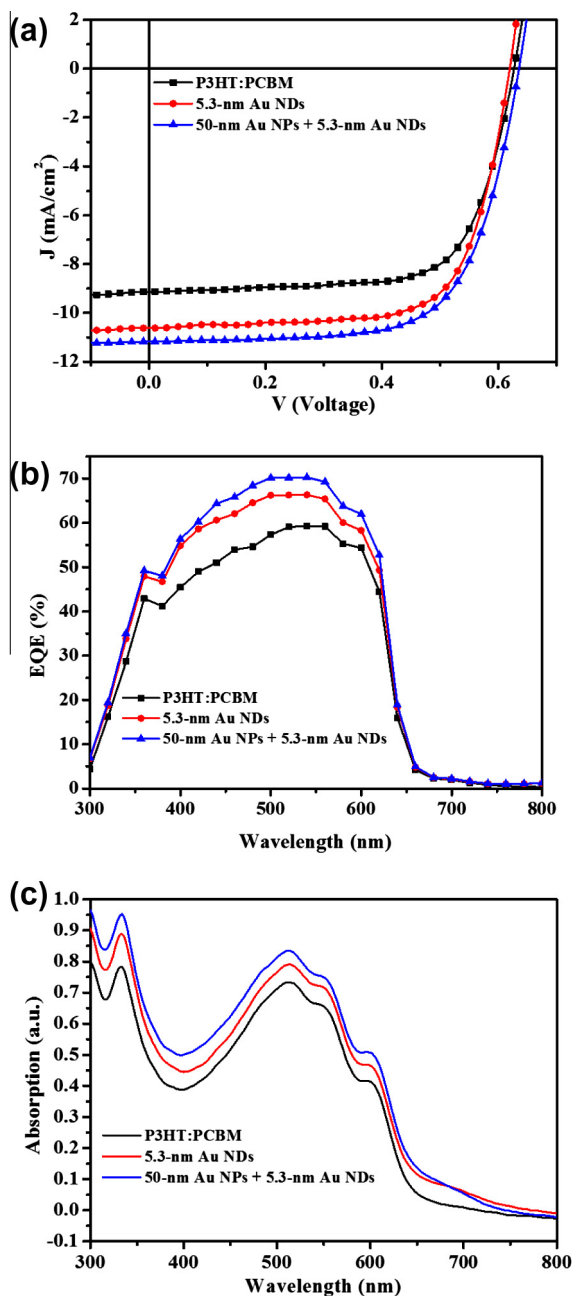 (a)
2
0
-2
-4
-6
-8
-10
-12
J (mA/cm²)
P3HT:PCBM
5.3-nm Au NDs
50-nm Au NPs + 5.3-nm Au NDs
0.0 0.2 0.4 0.6
V (Voltage)
(b)
70
60
50
40
30
20
10
0
EQE (%)
P3HT:PCBM
5.3-nm Au NDs
50-nm Au NPs + 5.3-nm Au NDs
300 400 500 600 700 800
Wavelength (nm)
(c)
1.0
0.9
0.8
0.7
0.6
0.5
0.4
0.3
0.2
0.1
0.0
-0.1
Absorption (a.u.)
P3HT:PCBM
5.3-nm Au NDs
50-nm Au NPs + 5.3-nm Au NDs
300 400 500 600 700 800
Wavelength (nm)